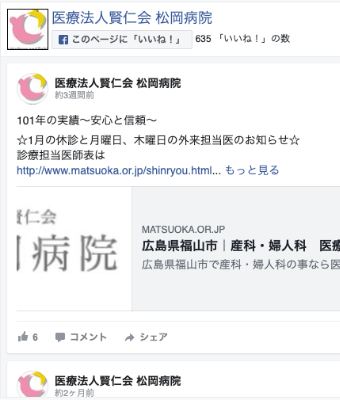 医療法人賢仁会 松岡病院
このページに「いいね！」
635 「いいね！」の数
医療法人賢仁会 松岡病院
約3週間前
101年の実績〜安心と信頼〜
☆1月の休診と月曜日、木曜日の外来担当医のお知らせ☆
診療担当医師表は
http://www.matsuoka.or.jp/shinryou.html... もっと見る
仁会
病院
MATSUOKA.OR.JP
広島県福山市｜産科・婦人科 医療
広島県福山市で産科・婦人科の事なら医
6 コメント シェア
医療法人賢仁会 松岡病院
約2ヶ月前